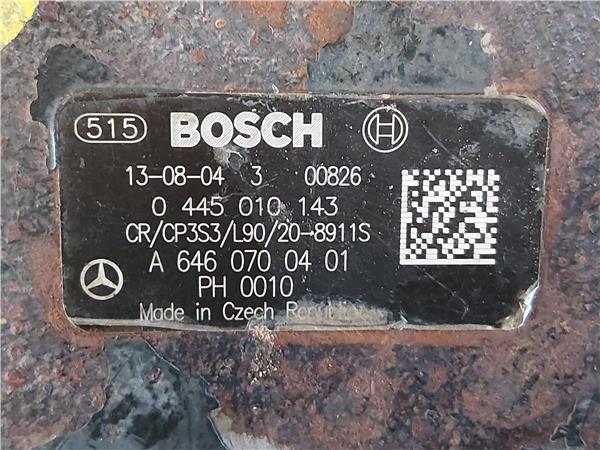 515 BOSCH
13-08-04 3 00826
0 445 010 143
CR/CP3S3/L90/20-8911S
A 646 070 04 01
PH 0010
Made in Czech Republic